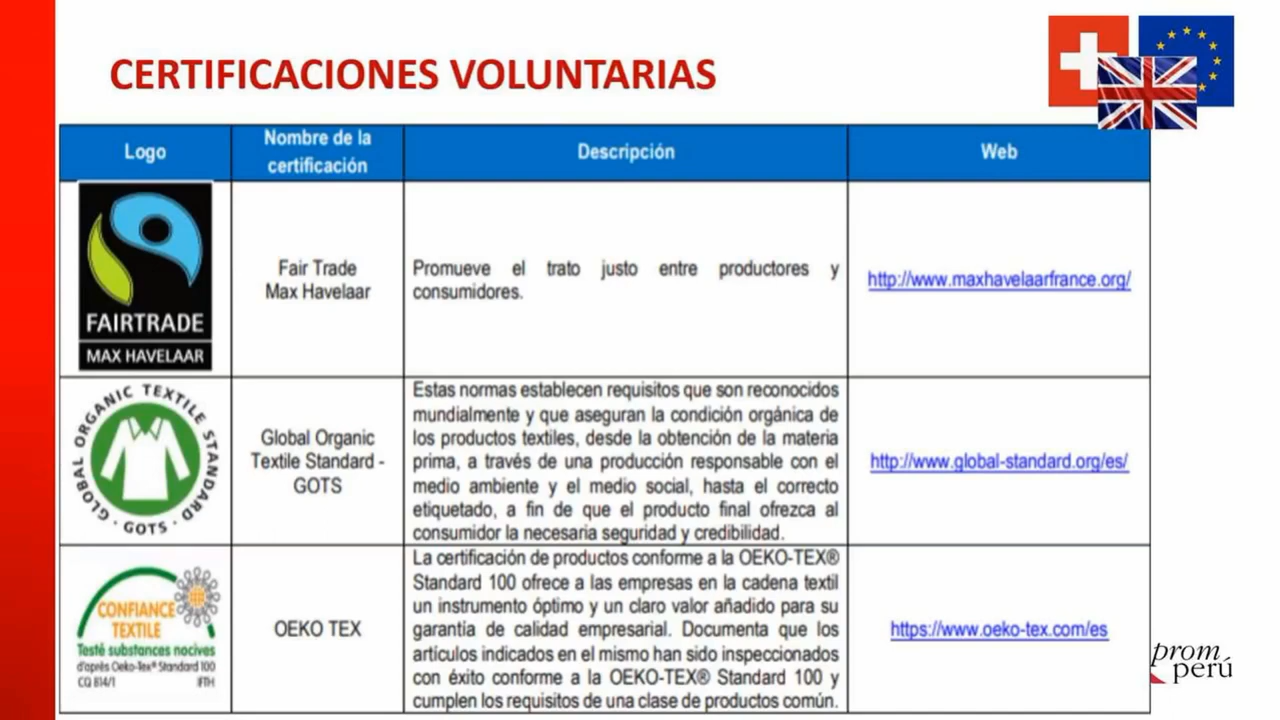 CERTIFICACIONES VOLUNTARIAS
Logo
Nombre de la
certificación
Descripción
Web
FAIRTRADE
MAX HAVELAAR
Fair Trade
Max Havelaar
Promueve el trato justo entre productores y
consumidores.
http://www.maxhavelaarfrance.org/
GLOBAL ORGANIC TEXTILE STANDARD
· GOTS ·
Global Organic
Textile Standard -
GOTS
Estas normas establecen requisitos que son reconocidos
mundialmente y que aseguran la condición orgánica de
los productos textiles, desde la obtención de la materia
prima, a través de una producción responsable con el
medio ambiente y el medio social, hasta el correcto
etiquetado, a fin de que el producto final ofrezca al
consumidor la necesaria seguridad y credibilidad.
http://www.global-standard.org/es/
CONFIANCE
TEXTILE
Testé substances nocives
d'après Oeko-Tex® Standard 100
CQ 814/1 IFTH
OEKO TEX
La certificación de productos conforme a la OEKO-TEX®
Standard 100 ofrece a las empresas en la cadena textil
un instrumento óptimo y un claro valor añadido para su
garantía de calidad empresarial. Documenta que los
artículos indicados en el mismo han sido inspeccionados
con éxito conforme a la OEKO-TEX® Standard 100 y
cumplen los requisitos de una clase de productos común.
https://www.oeko-tex.com/es
prom
perú